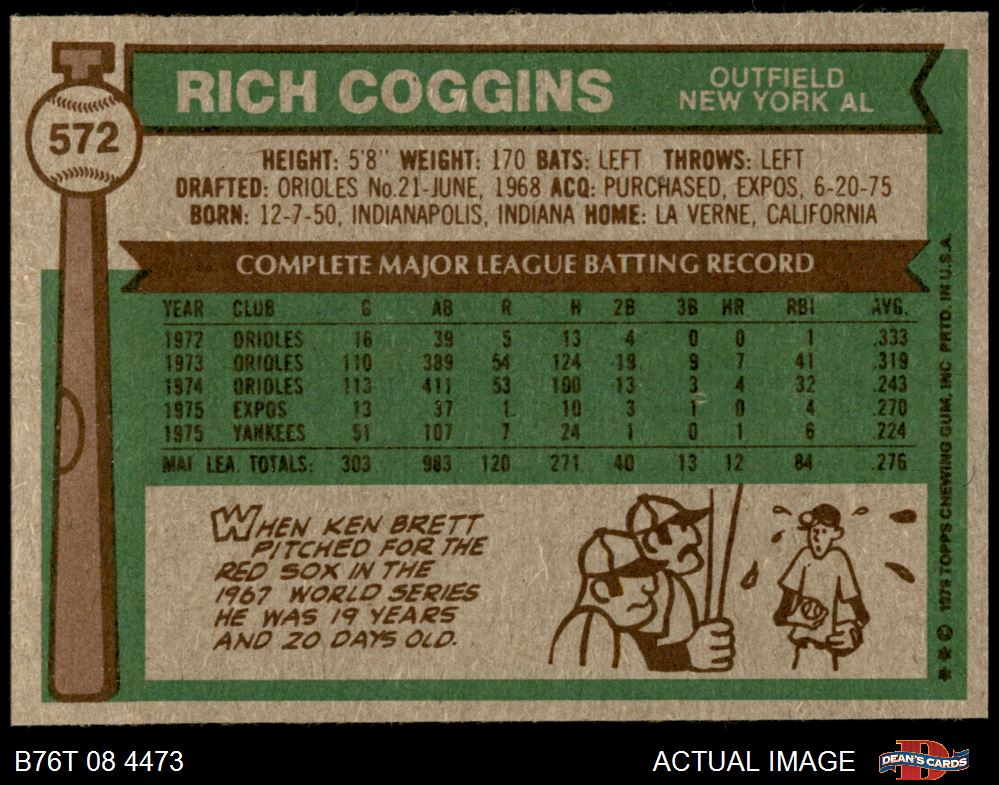 572
RICH COGGINS
OUTFIELD
NEW YORK AL
HEIGHT: 5'8" WEIGHT: 170 BATS: LEFT THROWS: LEFT
DRAFTED: ORIOLES No.21-JUNE, 1968 ACQ: PURCHASED, EXPOS, 6-20-75
BORN: 12-7-50, INDIANAPOLIS, INDIANA HOME: LA VERNE, CALIFORNIA
COMPLETE MAJOR LEAGUE BATTING RECORD
YEAR CLUB G AB R H 2B 3B HR RBI AVG.
1972 ORIOLES 16 39 5 13 4 0 0 1 .333
1973 ORIOLES 110 389 54 124 19 9 7 41 .319
1974 ORIOLES 113 411 53 100 13 3 4 32 .243
1975 EXPOS 13 37 1 10 3 1 0 4 .270
1975 YANKEES 51 107 7 24 1 0 1 6 .224
MAJ. LEA. TOTALS: 303 983 120 271 40 13 12 84 .276
WHEN KEN BRETT
PITCHED FOR THE
RED SOX IN THE
1967 WORLD SERIES
HE WAS 19 YEARS
AND 20 DAYS OLD.
** © 1976 TOPPS CHEWING GUM, INC PRTD. IN U.S.A.
B76T 08 4473
ACTUAL IMAGE
D
DEAN'S CARDS